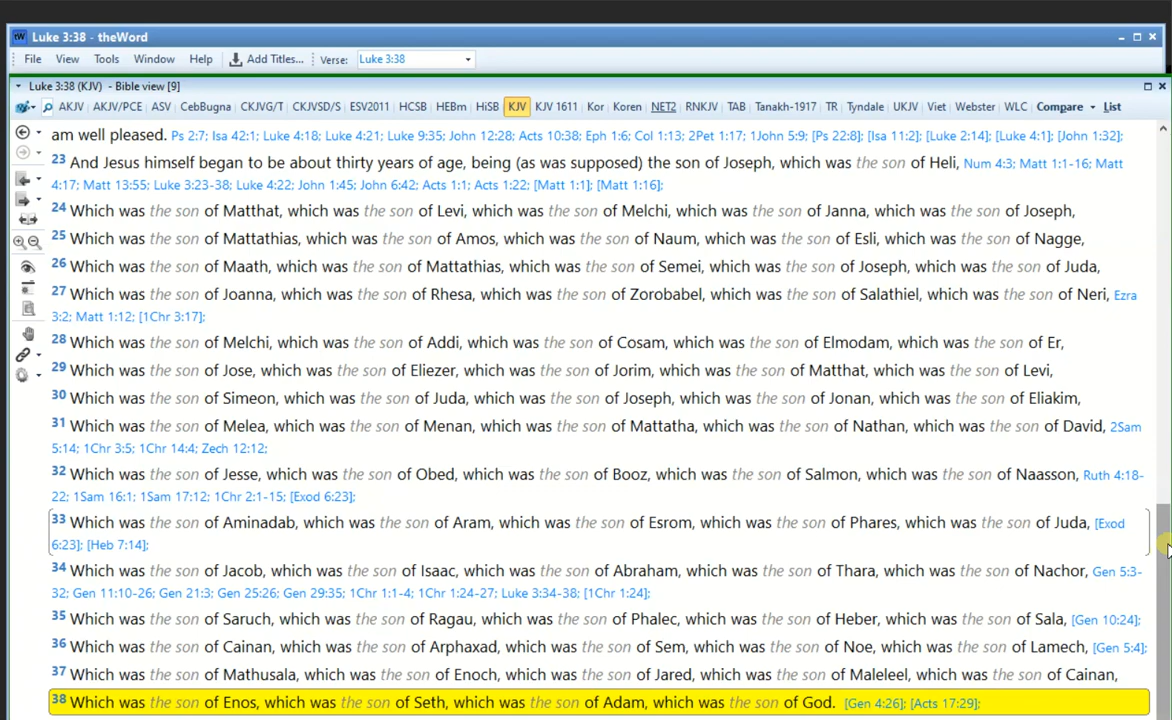 Luke 3:38 - theWord
File View Tools Window Help Add Titles... Verse: Luke 3:38
Luke 3:38 (KJV) - Bible view [9]
AKJV AKJV/PCE ASV CebBugna CKJVG/T CKJVSD/S ESV2011 HCSB HEBm HiSB KJV KJV 1611 Kor Koren NET2 RNKJV TAB Tanakh-1917 TR Tyndale UKJV Viet Webster WLC Compare List
am well pleased. Ps 2:7; Isa 42:1; Luke 4:18; Luke 4:21; Luke 9:35; John 12:28; Acts 10:38; Eph 1:6; Col 1:13; 2Pet 1:17; 1John 5:9; [Ps 22:8]; [Isa 11:2]; [Luke 2:14]; [Luke 4:1]; [John 1:32];
23 And Jesus himself began to be about thirty years of age, being (as was supposed) the son of Joseph, which was the son of Heli, Num 4:3; Matt 1:1-16; Matt
4:17; Matt 13:55; Luke 3:23-38; Luke 4:22; John 1:45; John 6:42; Acts 1:1; Acts 1:22; [Matt 1:1]; [Matt 1:16];
24 Which was the son of Matthat, which was the son of Levi, which was the son of Melchi, which was the son of Janna, which was the son of Joseph,
25 Which was the son of Mattathias, which was the son of Amos, which was the son of Naum, which was the son of Esli, which was the son of Nagge,
26 Which was the son of Maath, which was the son of Mattathias, which was the son of Semei, which was the son of Joseph, which was the son of Juda,
27 Which was the son of Joanna, which was the son of Rhesa, which was the son of Zorobabel, which was the son of Salathiel, which was the son of Neri, Ezra
3:2; Matt 1:12; [1Chr 3:17];
28 Which was the son of Melchi, which was the son of Addi, which was the son of Cosam, which was the son of Elmodam, which was the son of Er,
29 Which was the son of Jose, which was the son of Eliezer, which was the son of Jorim, which was the son of Matthat, which was the son of Levi,
30 Which was the son of Simeon, which was the son of Juda, which was the son of Joseph, which was the son of Jonan, which was the son of Eliakim,
31 Which was the son of Melea, which was the son of Menan, which was the son of Mattatha, which was the son of Nathan, which was the son of David, 2Sam
5:14; 1Chr 3:5; 1Chr 14:4; Zech 12:12;
32 Which was the son of Jesse, which was the son of Obed, which was the son of Booz, which was the son of Salmon, which was the son of Naasson, Ruth 4:18-
22; 1Sam 16:1; 1Sam 17:12; 1Chr 2:1-15; [Exod 6:23];
33 Which was the son of Aminadab, which was the son of Aram, which was the son of Esrom, which was the son of Phares, which was the son of Juda, [Exod
6:23]; [Heb 7:14];
34 Which was the son of Jacob, which was the son of Isaac, which was the son of Abraham, which was the son of Thara, which was the son of Nachor, Gen 5:3-
32; Gen 11:10-26; Gen 21:3; Gen 25:26; Gen 29:35; 1Chr 1:1-4; 1Chr 1:24-27; Luke 3:34-38; [1Chr 1:24];
35 Which was the son of Saruch, which was the son of Ragau, which was the son of Phalec, which was the son of Heber, which was the son of Sala, [Gen 10:24];
36 Which was the son of Cainan, which was the son of Arphaxad, which was the son of Sem, which was the son of Noe, which was the son of Lamech, [Gen 5:4];
37 Which was the son of Mathusala, which was the son of Enoch, which was the son of Jared, which was the son of Maleleel, which was the son of Cainan,
38 Which was the son of Enos, which was the son of Seth, which was the son of Adam, which was the son of God. [Gen 4:26]; [Acts 17:29];